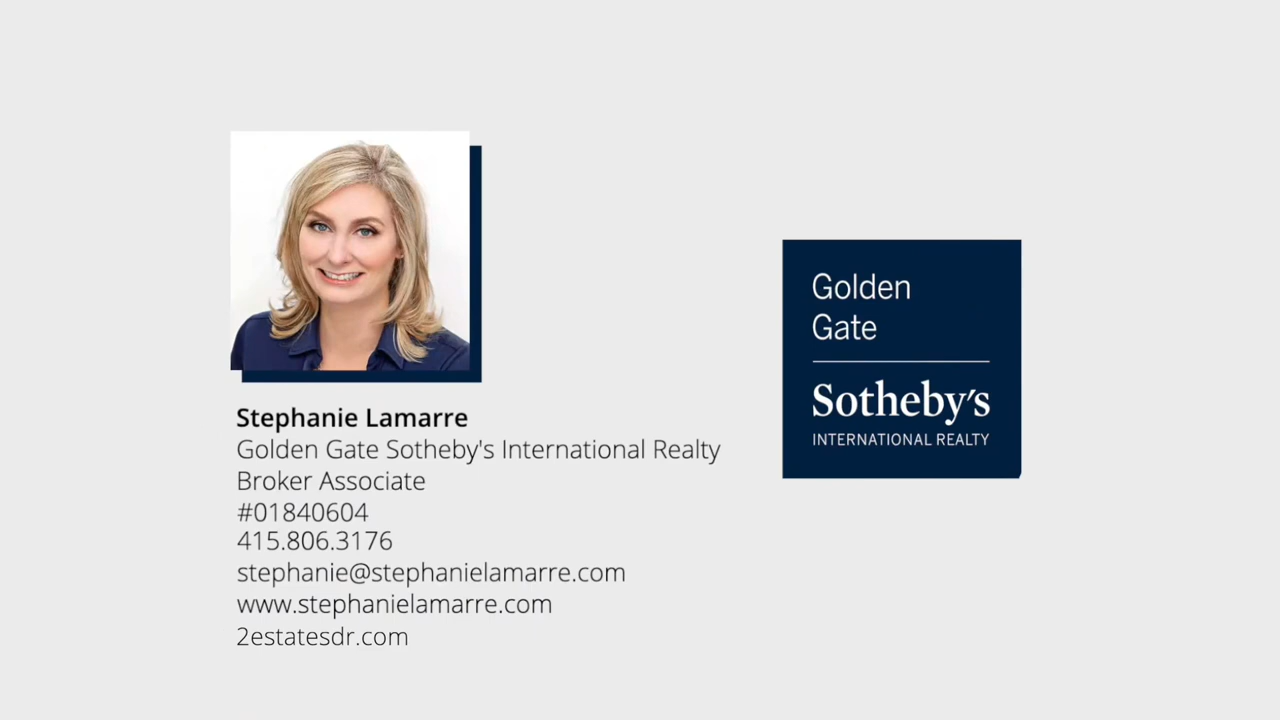 Stephanie Lamarre
Golden Gate Sotheby's International Realty
Broker Associate
#01840604
415.806.3176
stephanie@stephanielamarre.com
www.stephanielamarre.com
2estatesdr.com
Golden
Gate
Sotheby's
INTERNATIONAL REALTY